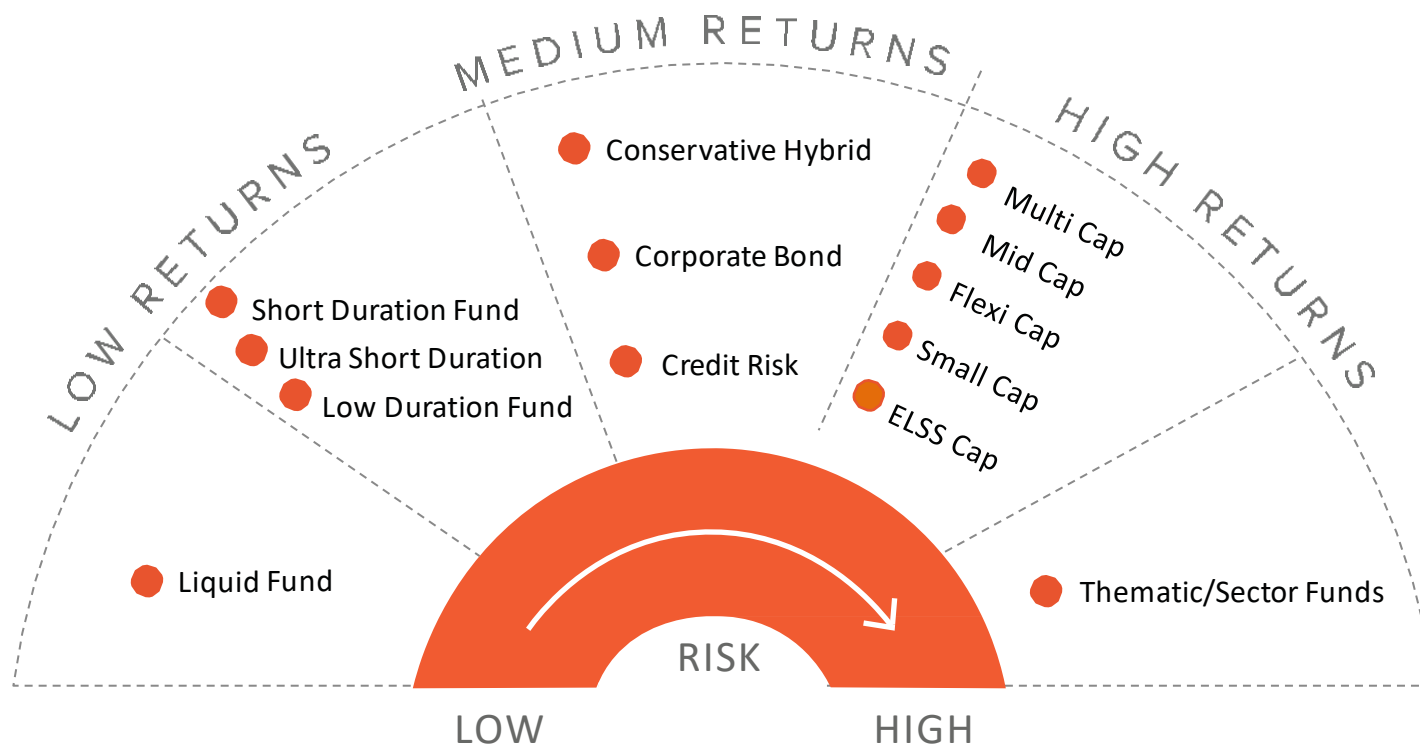 LOW RETURNS
MEDIUM RETURNS
HIGH RETURNS
Liquid Fund
Short Duration Fund
Ultra Short Duration
Low Duration Fund
Conservative Hybrid
Corporate Bond
Credit Risk
Multi Cap
Mid Cap
Flexi Cap
Small Cap
ELSS Cap
Thematic/Sector Funds
RISK
LOW
HIGH